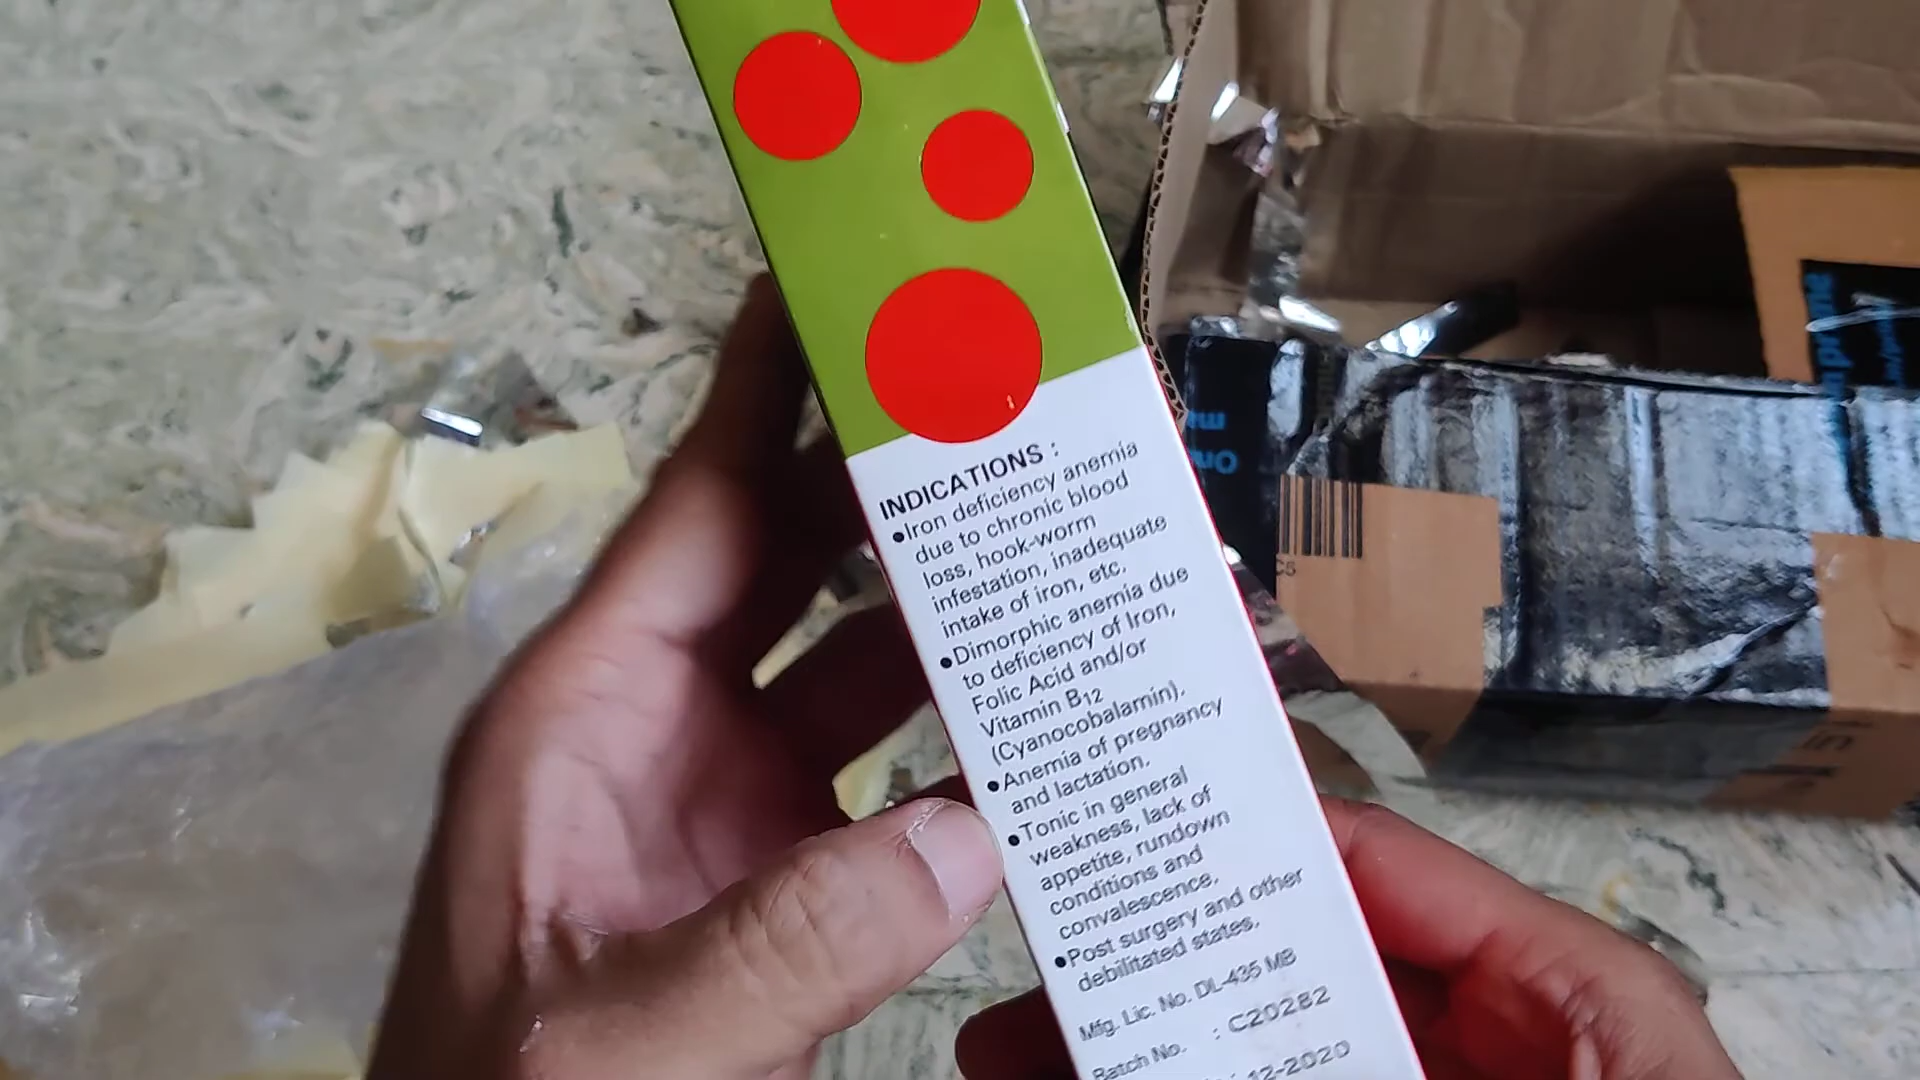 INDICATIONS :
●Iron deficiency anemia
due to chronic blood
loss, hook-worm
infestation, inadequate
intake of iron, etc.
●Dimorphic anemia due
to deficiency of Iron,
Folic Acid and/or
Vitamin B12
(Cyanocobalamin).
●Anemia of pregnancy
and lactation.
●Tonic in general
weakness, lack of
appetite, rundown
conditions and
convalescence.
●Post surgery and other
debilitated states.
Mfg. Lic. No. DL-435 MB
Batch No. : C20282
12-2020
C5